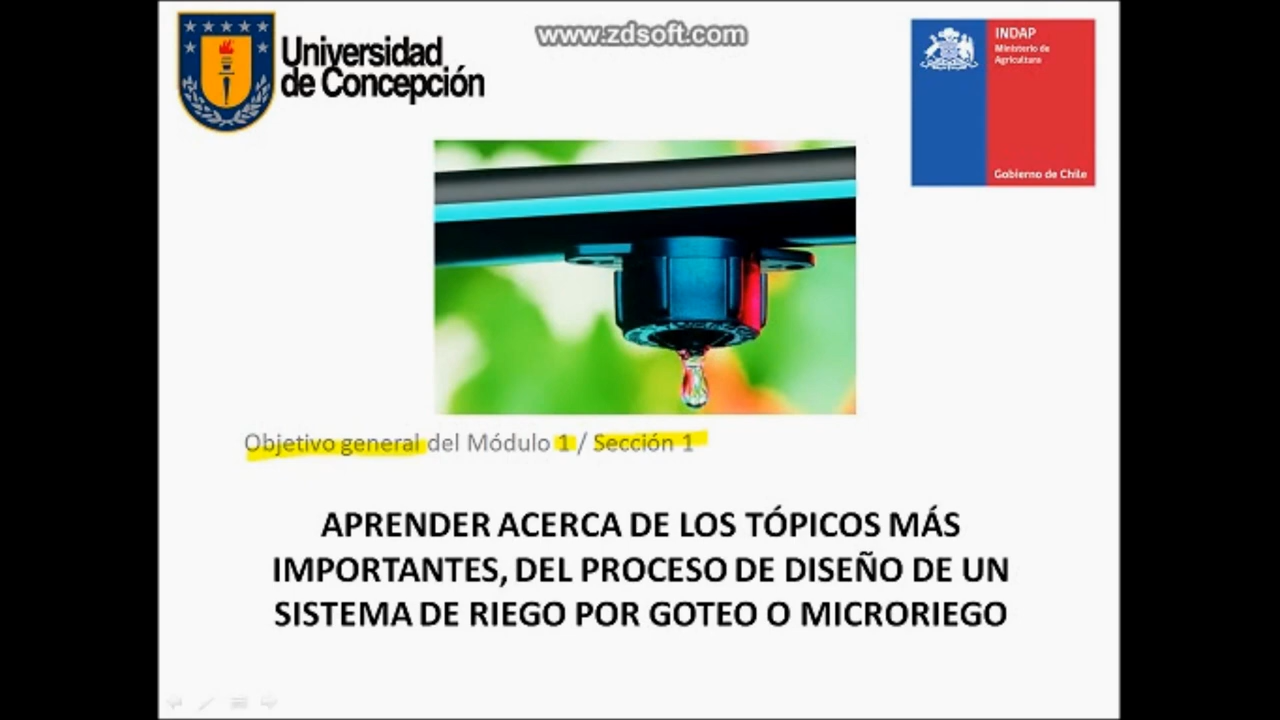 www.zdsoft.com
Universidad
de Concepción
INDAP
Ministerio de
Agricultura
Gobierno de Chile
Objetivo general del Módulo 1 / Sección 1
APRENDER ACERCA DE LOS TÓPICOS MÁS
IMPORTANTES, DEL PROCESO DE DISEÑO DE UN
SISTEMA DE RIEGO POR GOTEO O MICRORIEGO